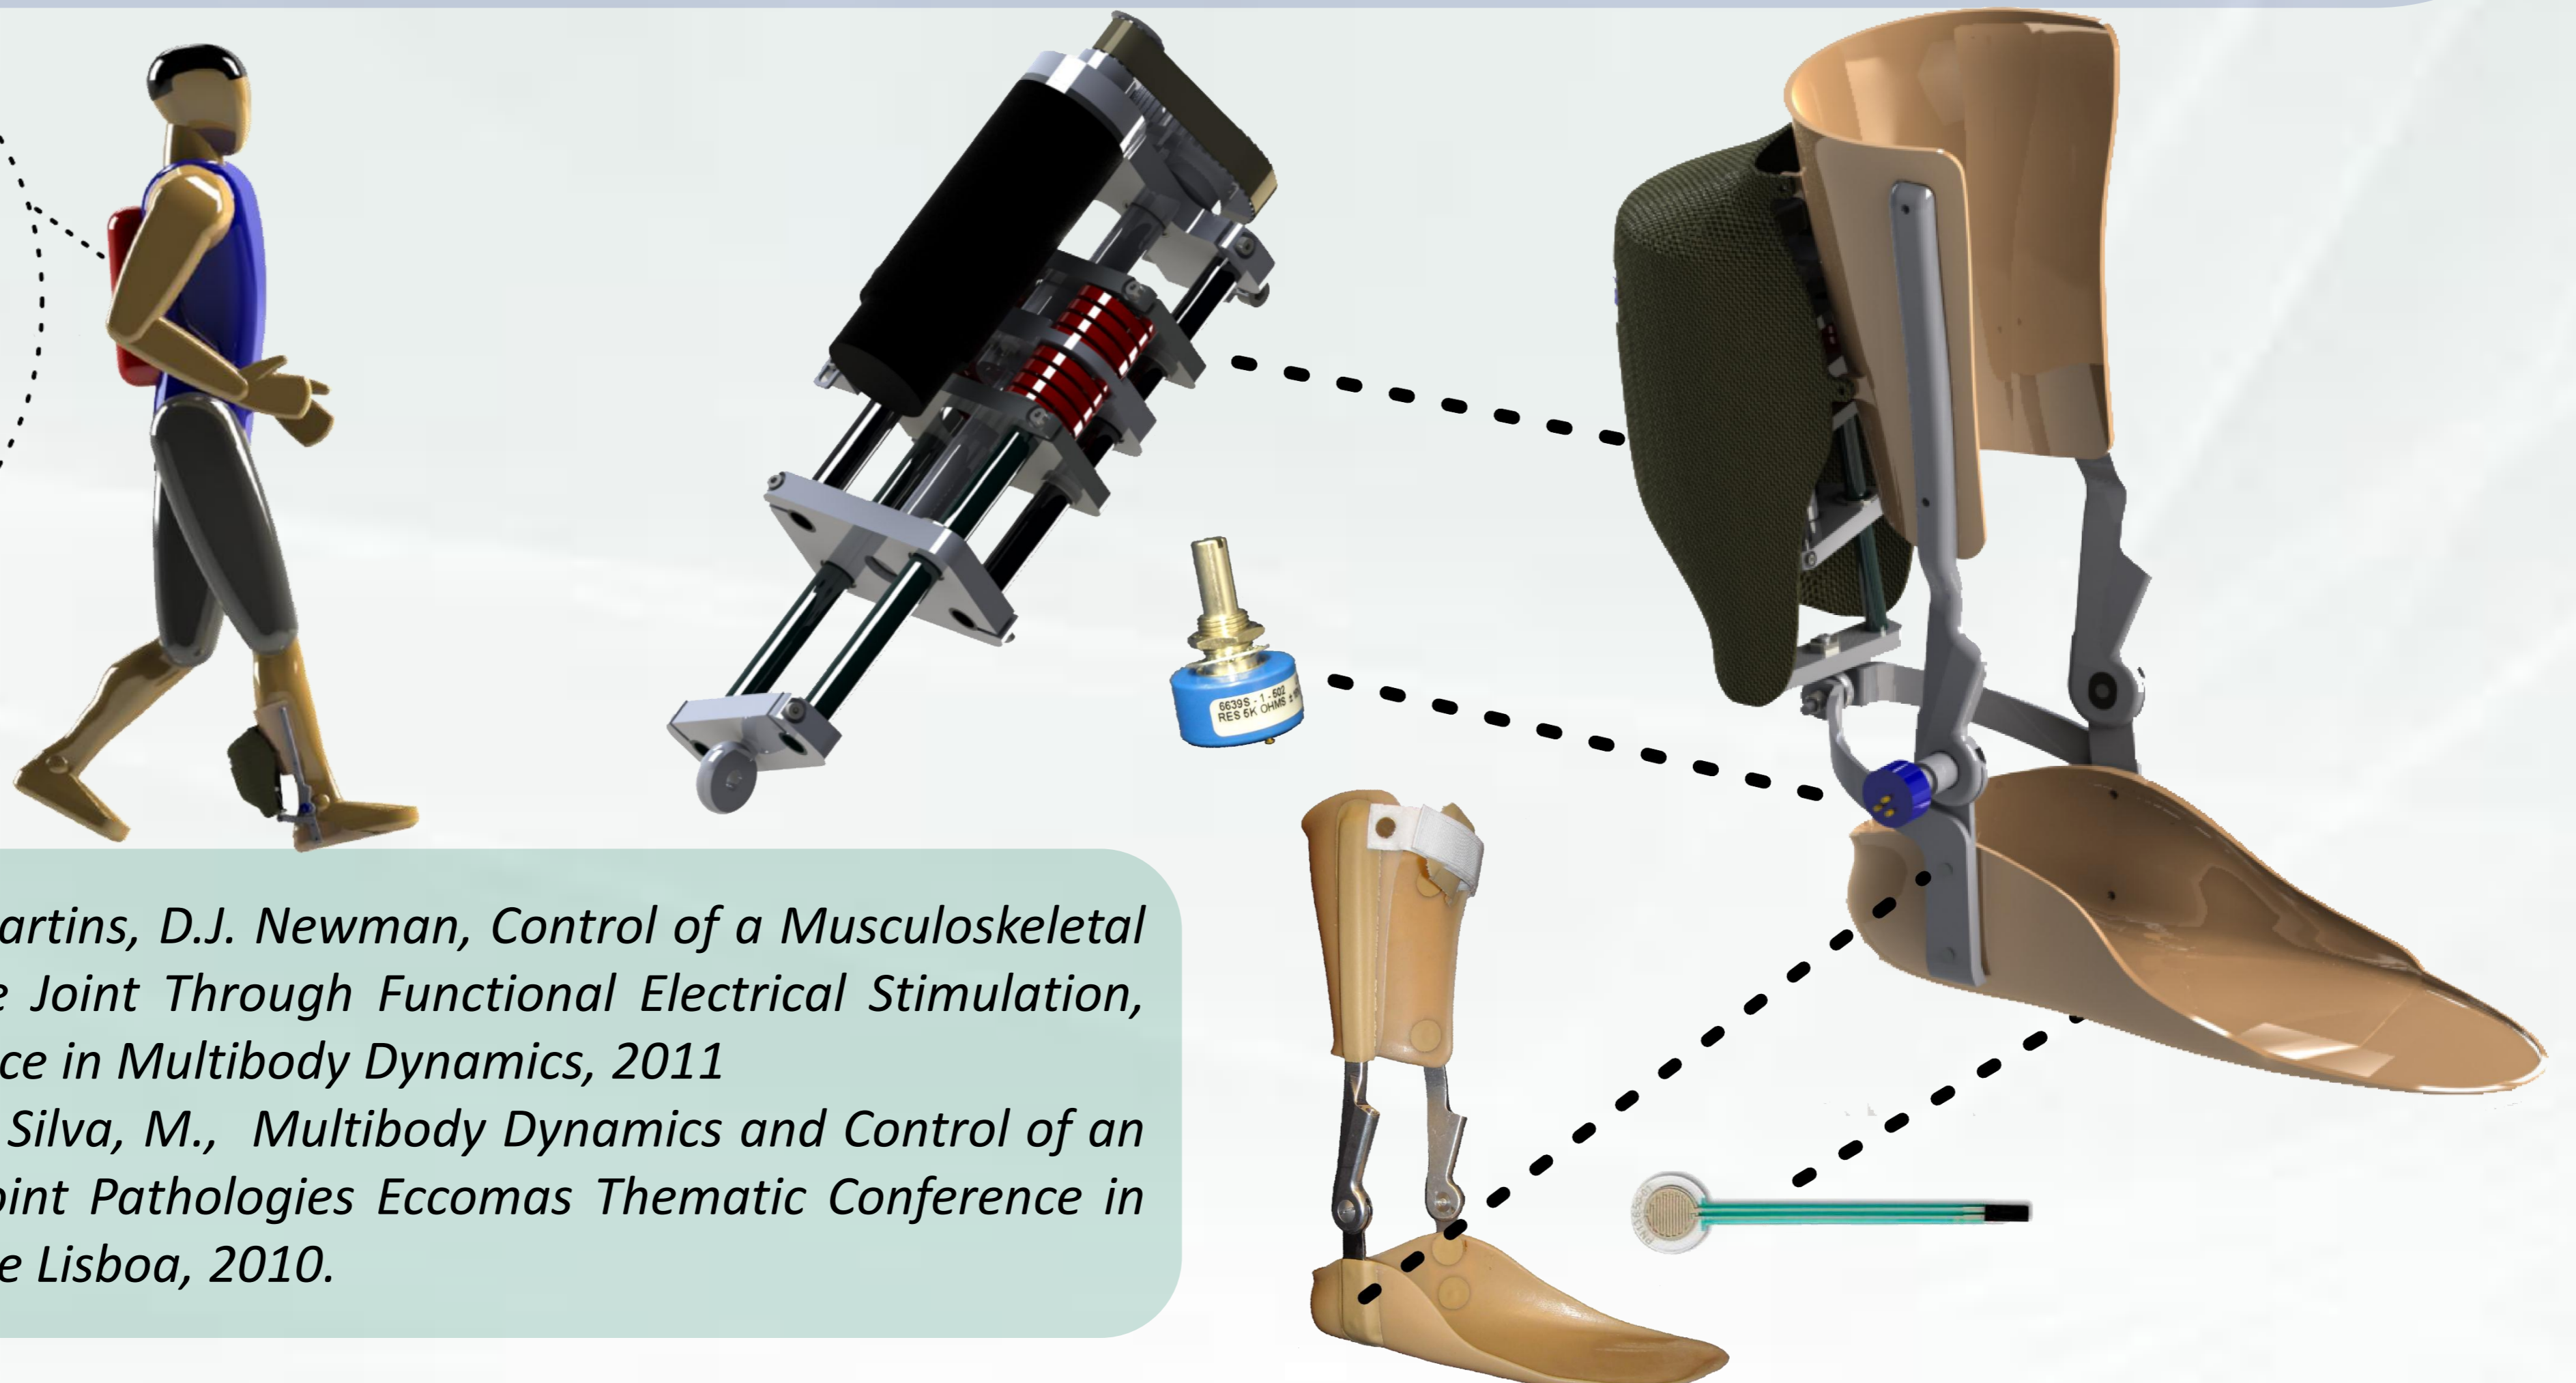 6639S - 1 - 502
RES 5K OHMS ±
artins, D.J. Newman, Control of a Musculoskeletal
e Joint Through Functional Electrical Stimulation,
ce in Multibody Dynamics, 2011
Silva, M., Multibody Dynamics and Control of an
oint Pathologies Eccomas Thematic Conference in
e Lisboa, 2010.